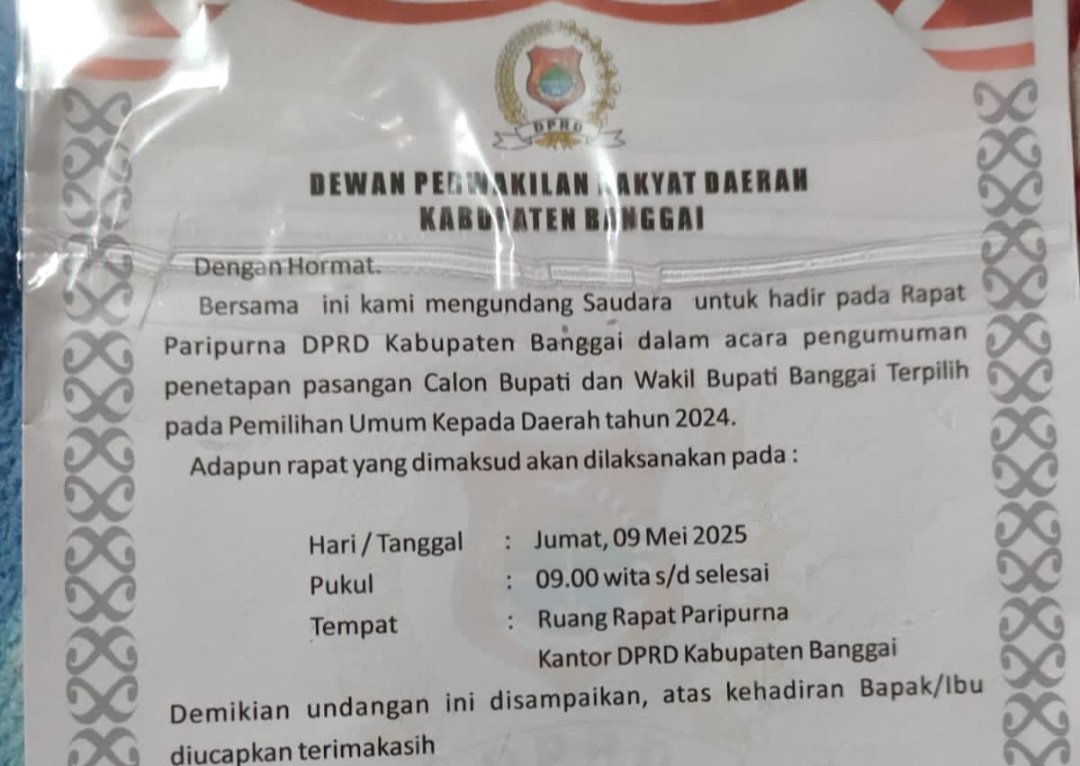 DPRD
DEWAN PERWAKILAN RAKYAT DAERAH
KABUPATEN BANGGAI
Dengan Hormat.
Bersama ini kami mengundang Saudara untuk hadir pada Rapat
Paripurna DPRD Kabupaten Banggai dalam acara pengumuman
penetapan pasangan Calon Bupati dan Wakil Bupati Banggai Terpilih
pada Pemilihan Umum Kepada Daerah tahun 2024.
Adapun rapat yang dimaksud akan dilaksanakan pada :
Hari / Tanggal : Jumat, 09 Mei 2025
Pukul : 09.00 wita s/d selesai
Tempat : Ruang Rapat Paripurna
Kantor DPRD Kabupaten Banggai
Demikian undangan ini disampaikan, atas kehadiran Bapak/Ibu
diucapkan terimakasih
DPRD